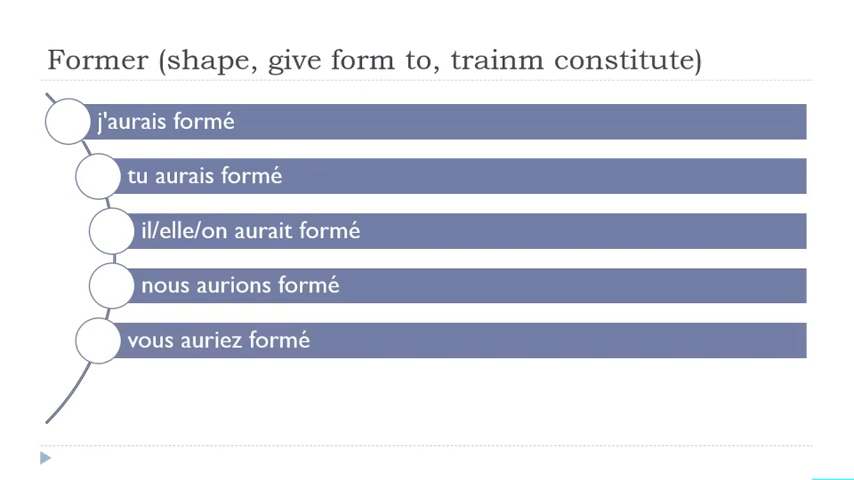 Former (shape, give form to, trainm constitute)
j'aurais formé
tu aurais formé
il/elle/on aurait formé
nous aurions formé
vous auriez formé